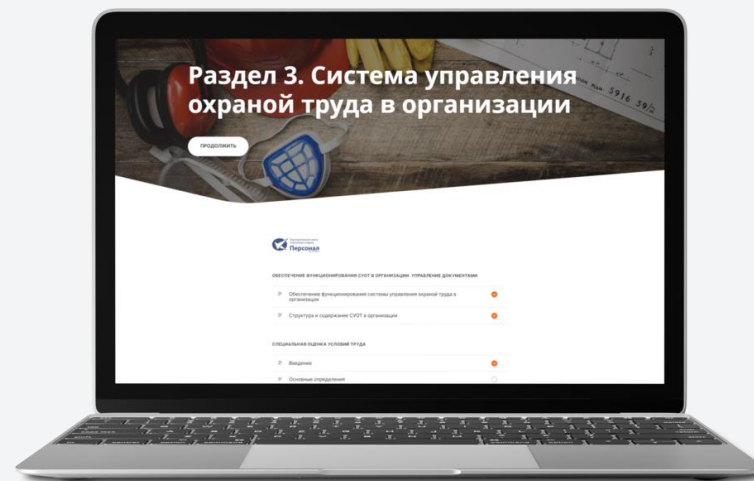 Раздел 3. Система управления
охраной труда в организации
ПРОДОЛЖИТЬ
Персонал
ОБЕСПЕЧЕНИЕ ФУНКЦИОНИРОВАНИЯ СУОТ В ОРГАНИЗАЦИИ. УПРАВЛЕНИЕ ДОКУМЕНТАМИ
Обеспечение функционирования системы управления охраной труда в
организации
Структура и содержание СУОТ в организации
СПЕЦИАЛЬНАЯ ОЦЕНКА УСЛОВИЙ ТРУДА
Введение
Основные определения